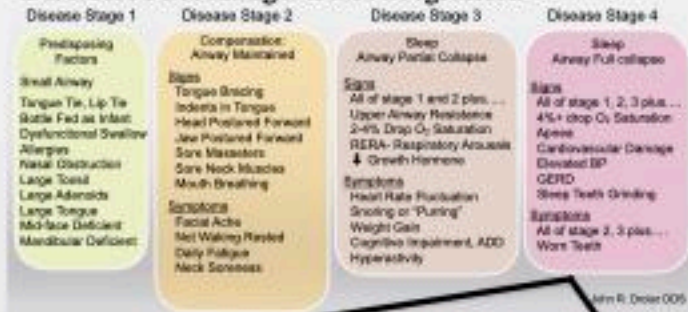 Disease Stage 1
Predisposing
Factors
Small Airway
Tongue Tie, Lip Tie
Bottle Fed as Infant
Dysfunctional Swallow
Allergies
Nasal Obstruction
Large Tonsil
Large Adenoids
Large Tongue
Mid-face Deficient
Mandibular Deficient
Disease Stage 2
Compensation:
Airway Maintained
Signs
Tongue Bracing
Indents in Tongue
Head Postured Forward
Jaw Postured Forward
Sore Masseters
Sore Neck Muscles
Mouth Breathing
Symptoms
Facial Ache
Not Waking Rested
Daily Fatigue
Neck Soreness
Disease Stage 3
Sleep
Airway Partial Collapse
Signs
All of stage 1 and 2 plus....
Upper Airway Resistance
2-4% Drop O₂ Saturation
RERA- Respiratory Arousals
↓ Growth Hormone
Symptoms
Heart Rate Fluctuation
Snoring or "Purring"
Weight Gain
Cognitive Impairment, ADD
Hyperactivity
Disease Stage 4
Sleep
Airway Full collapse
Signs
All of stage 1, 2, 3 plus....
4%+ drop O₂ Saturation
Apnea
Cardiovascular Damage
Elevated BP
GERD
Sleep Teeth Grinding
Symptoms
All of stage 2, 3 plus....
Worn Teeth
John R. Droter DDS